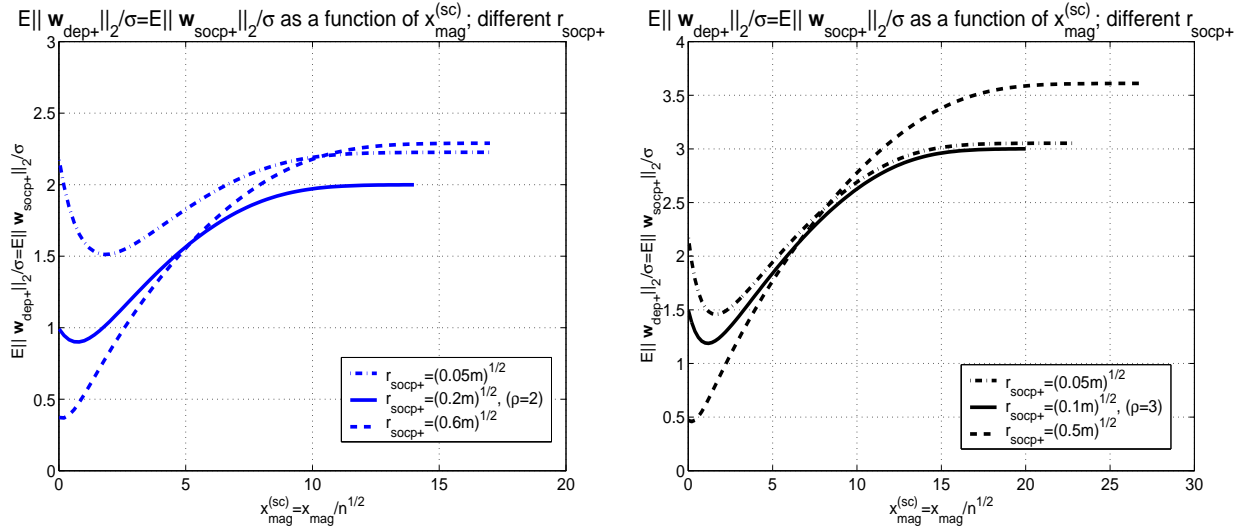 E|| w_dep+||_2/σ=E|| w_socp+||_2/σ as a function of x_mag^(sc); different r_socp+
3
2.5
2
1.5
1
0.5
0
E|| w_dep+||_2/σ=E|| w_socp+||_2/σ
r_socp+=(0.05m)^1/2
r_socp+=(0.2m)^1/2, (ρ=2)
r_socp+=(0.6m)^1/2
0 5 10 15 20
x_mag^(sc)=x_mag/n^1/2
E|| w_dep+||_2/σ=E|| w_socp+||_2/σ as a function of x_mag^(sc); different r_socp+
4
3.5
3
2.5
2
1.5
1
0.5
0
E|| w_dep+||_2/σ=E|| w_socp+||_2/σ
r_socp+=(0.05m)^1/2
r_socp+=(0.1m)^1/2, (ρ=3)
r_socp+=(0.5m)^1/2
0 5 10 15 20 25 30
x_mag^(sc)=x_mag/n^1/2